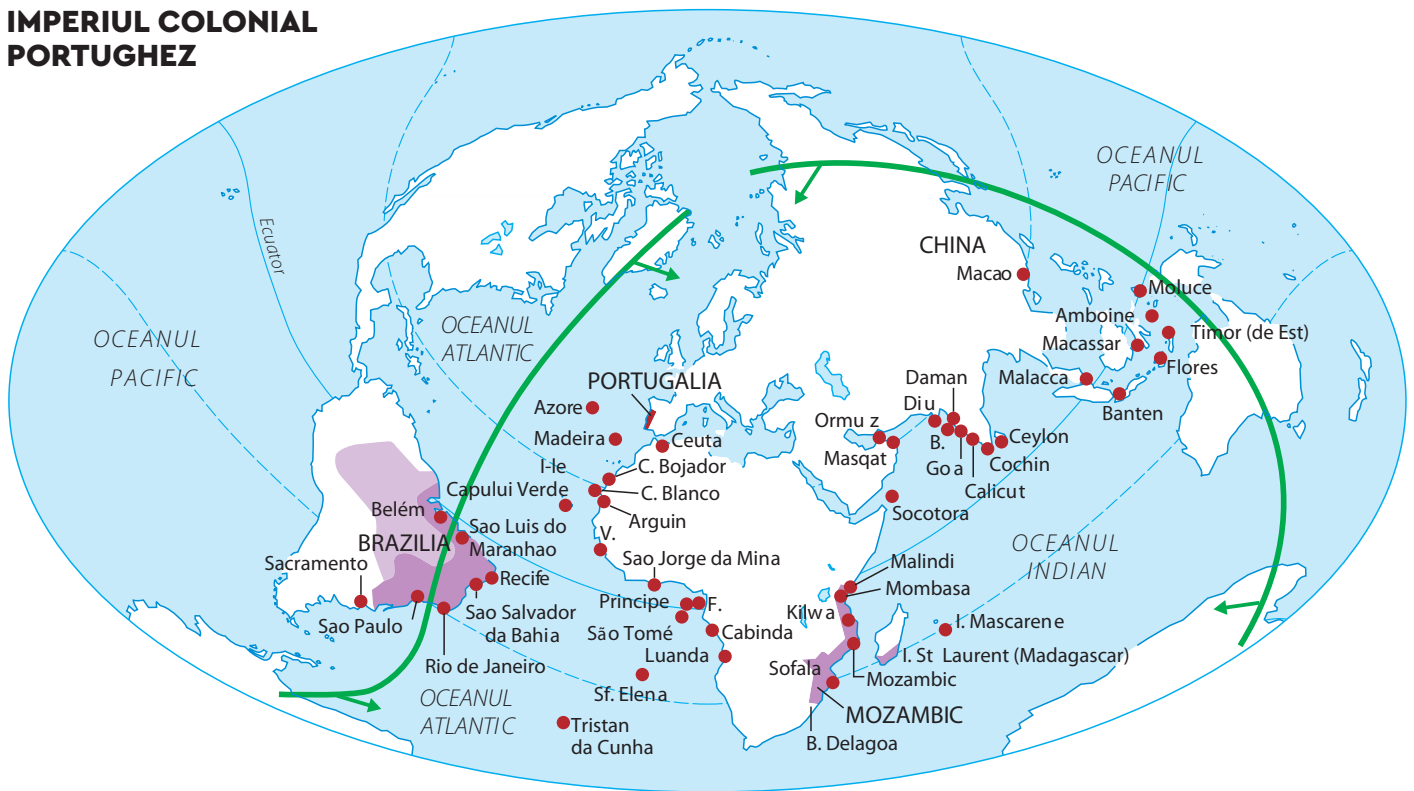 IMPERIUL COLONIAL
PORTUGHEZ
OCEANUL
PACIFIC
Ecuator
CHINA
Macao
Moluce
Amboine
Timor (de Est)
Macassar
Flores
Malacca
Banten
OCEANUL
PACIFIC
OCEANUL
ATLANTIC
PORTUGALIA
Azore
Madeira
Ceuta
I-le
Capului Verde
C. Bojador
C. Blanco
Arguin
V.
Sao Jorge da Mina
Principe
F.
São Tomé
Cabinda
Luanda
Sf. Elena
Tristan
da Cunha
Daman
Diu
Ormuz
Masqat
B.
Goa
Calicut
Cochin
Ceylon
Socotora
OCEANUL
INDIAN
Malindi
Mombasa
Kilwa
I. Mascarene
I. St Laurent (Madagascar)
Sofala
Mozambic
MOZAMBIC
B. Delagoa
Belém
BRAZILIA
Sao Luis do
Maranhao
Sacramento
Recife
Sao Paulo
Sao Salvador
da Bahia
Rio de Janeiro
OCEANUL
ATLANTIC